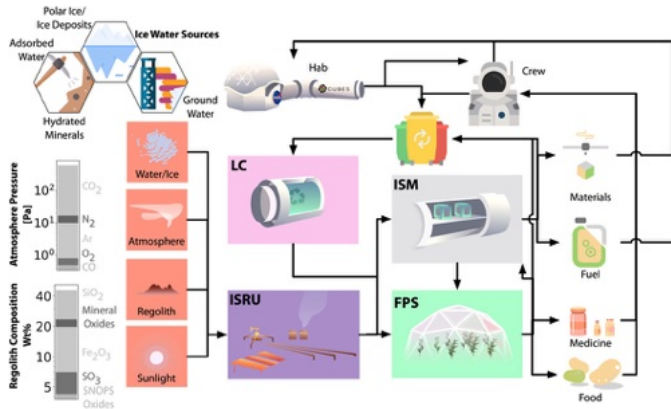 Polar Ice/
Ice Deposits
Adsorbed
Water
Ice Water Sources
Ground
Water
Hydrated
Minerals
Hab
CUBES
Crew
Water/Ice
Atmosphere
Regolith
Sunlight
Atmosphere Pressure
[Pa]
10²
10¹
10⁰
CO₂
N₂
Ar
O₂
CO
Regolith Composition
Wt%
40
20
10
5
SiO₂
Mineral
Oxides
Fe₂O₃
SO₃
SNOPS
Oxides
LC
ISM
ISRU
FPS
Materials
Fuel
Medicine
Food